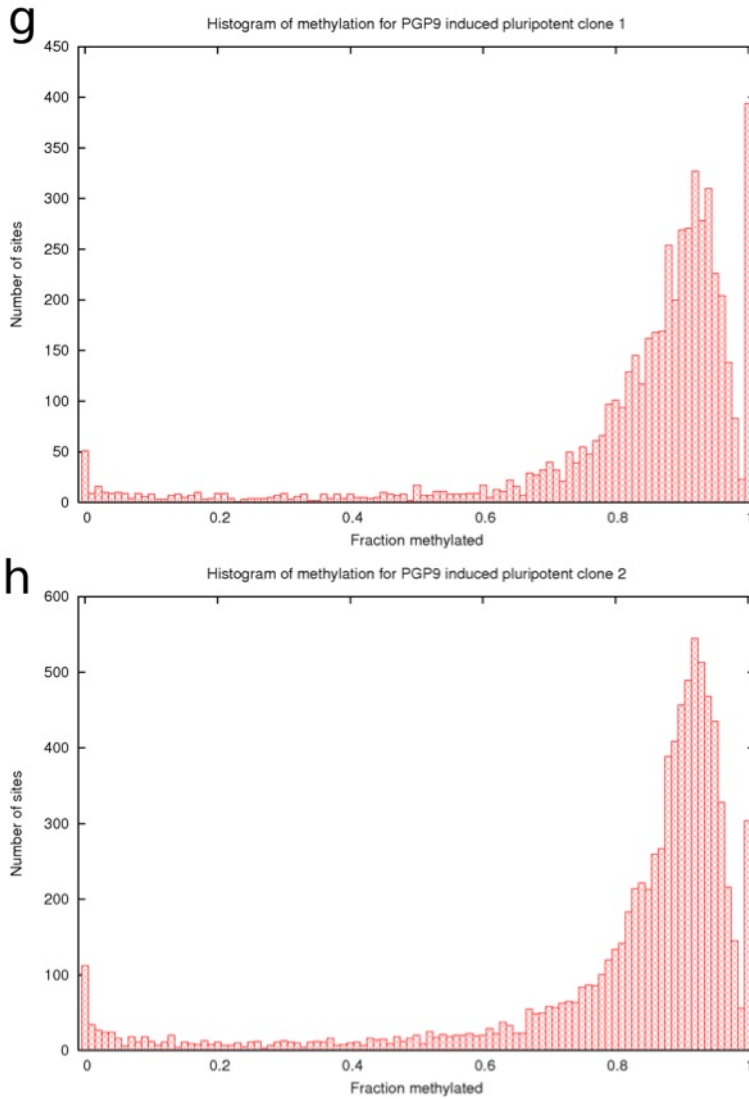 g
Histogram of methylation for PGP9 induced pluripotent clone 1
450
400
350
300
250
200
150
100
50
0
Number of sites
0 0.2 0.4 0.6 0.8 1
Fraction methylated
h
Histogram of methylation for PGP9 induced pluripotent clone 2
600
500
400
300
200
100
0
Number of sites
0 0.2 0.4 0.6 0.8 1
Fraction methylated